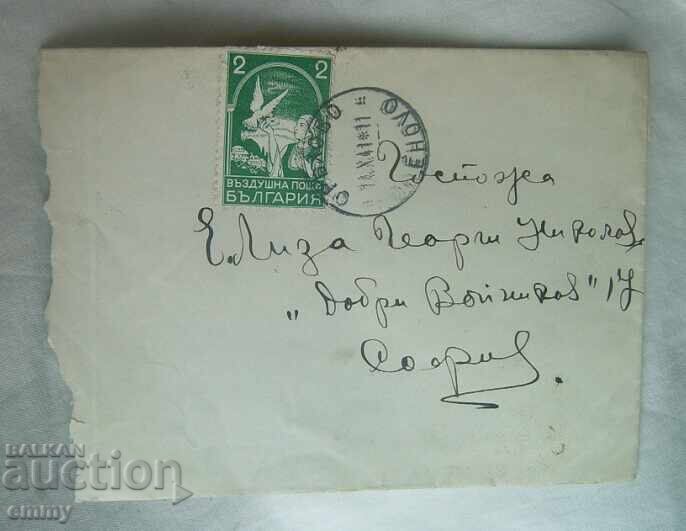 2 2
ВЪЗДУШНА ПОЩА
БЪЛГАРИЯ
Госпожа
Елиза Георги Николов
"Добри Войников" 17
София.
BALKAN
auction
emmy